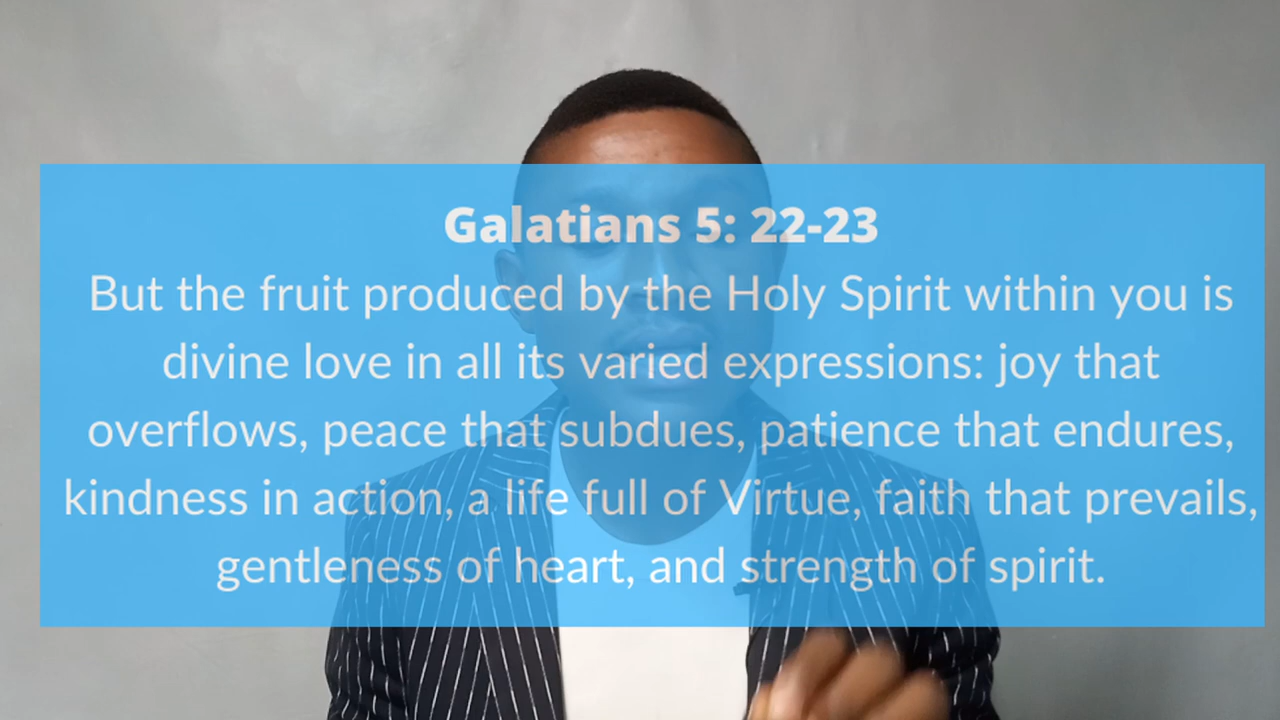 Galatians 5: 22-23
But the fruit produced by the Holy Spirit within you is
divine love in all its varied expressions: joy that
overflows, peace that subdues, patience that endures,
kindness in action, a life full of Virtue, faith that prevails,
gentleness of heart, and strength of spirit.